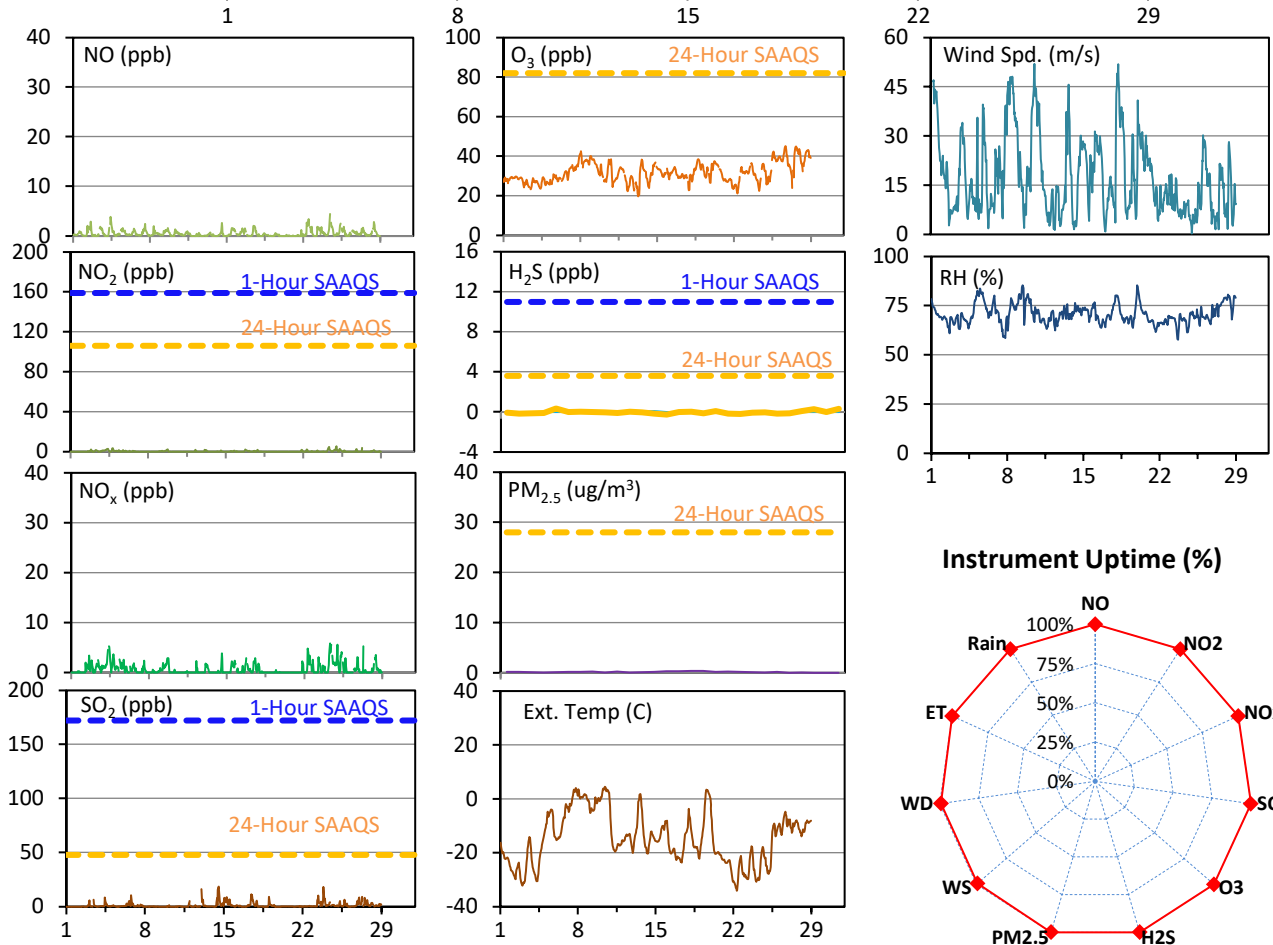 1 8 15 22 29
NO (ppb)
40
30
20
10
0
O3 (ppb)
24-Hour SAAQS
100
80
60
40
20
0
Wind Spd. (m/s)
60
45
30
15
0
NO2 (ppb)
1-Hour SAAQS
24-Hour SAAQS
200
160
120
80
40
0
H2S (ppb)
1-Hour SAAQS
24-Hour SAAQS
16
12
8
4
0
-4
RH (%)
100
75
50
25
0
1 8 15 22 29
NOx (ppb)
40
30
20
10
0
PM2.5 (ug/m3)
24-Hour SAAQS
40
30
20
10
0
SO2 (ppb)
1-Hour SAAQS
24-Hour SAAQS
200
150
100
50
0
1 8 15 22 29
Ext. Temp (C)
40
20
0
-20
-40
1 8 15 22 29
Instrument Uptime (%)
NO
100%
75%
50%
25%
0%
Rain
NO2
ET
NO
WD
WS
O3
PM2.5
H2S